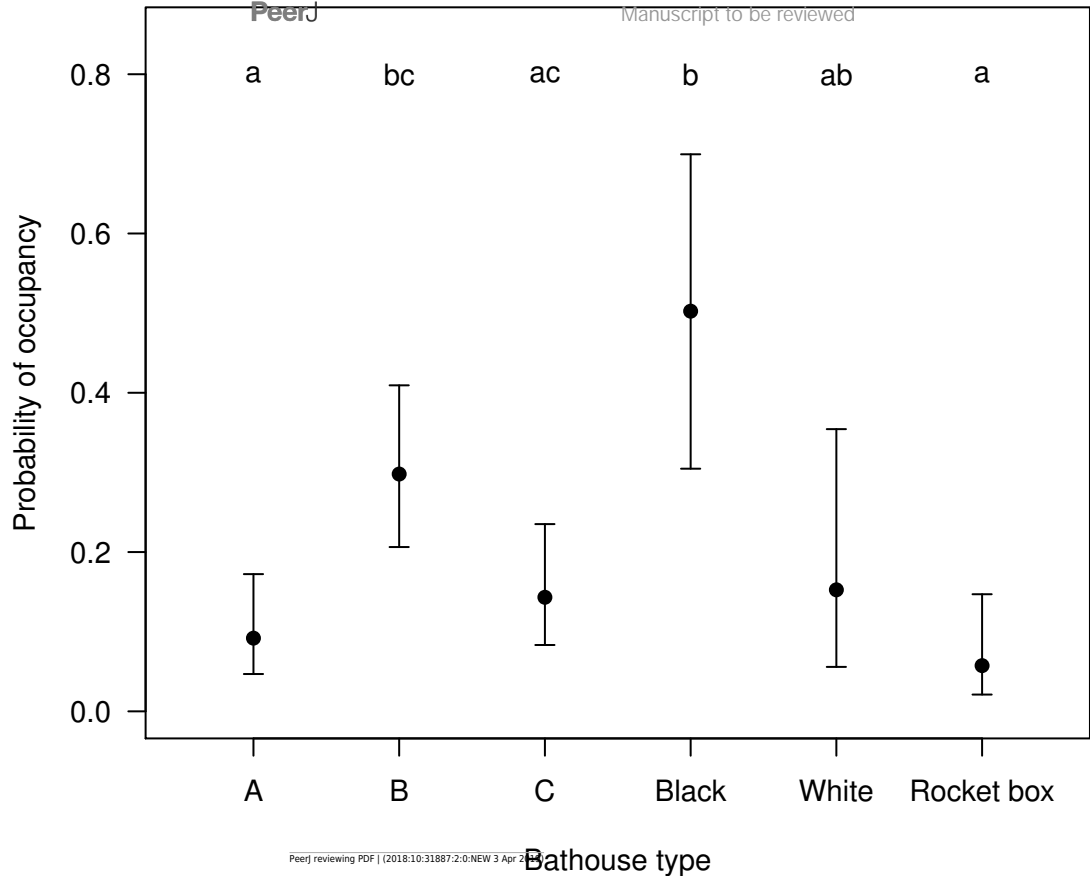 PeerJ Manuscript to be reviewed
a bc ac b ab a
0.8
0.6
0.4
0.2
0.0
Probability of occupancy
A B C Black White Rocket box
Bathouse type
PeerJ reviewing PDF | (2018:10:31887:2:0:NEW 3 Apr